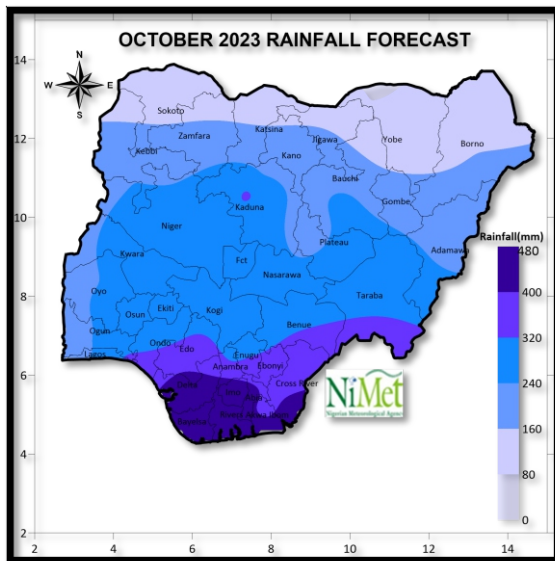 OCTOBER 2023 RAINFALL FORECAST
14
12
10
8
6
4
2
N
W E
S
Sokoto
Zamfara
Katsina
Kebbi
Kano
Jigawa
Yobe
Borno
Bauchi
Gombe
Kaduna
Niger
Plateau
Adamawa
Kwara
Fct
Nasarawa
Oyo
Taraba
Osun
Ekiti
Kogi
Benue
Ogun
Lagos
Ondo
Edo
Enugu
Anambra
Ebonyi
Cross River
Delta
Imo
Abia
Bayelsa
Rivers
Akwa Ibom
NiMet
Nigerian Meteorological Agency
Rainfall(mm)
480
400
320
240
160
80
0
2 4 6 8 10 12 14